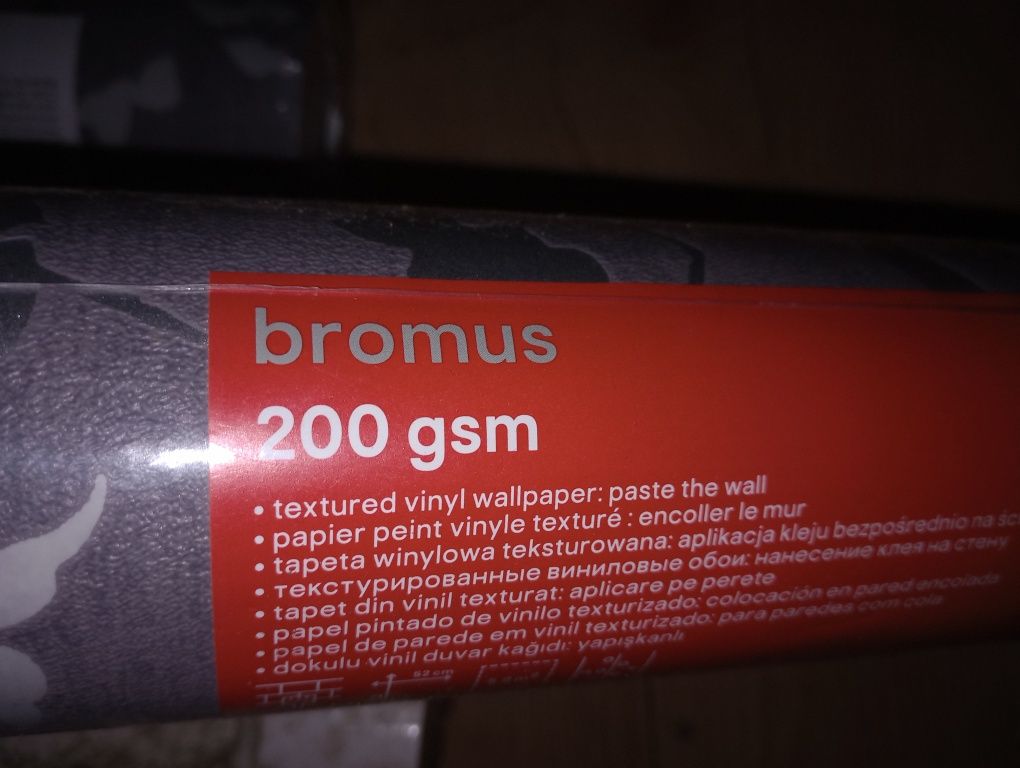 bromus
200 gsm
• textured vinyl wallpaper: paste the wall
• papier peint vinyle texturé : encoller le mur
• tapeta winylowa teksturowana: aplikacja kleju bezpośrednio na
• текстурированные виниловые обои: нанесение клея на стену
• tapet din vinil texturat: aplicare pe perete
• papel pintado de vinilo texturizado: colocación en pared encolada
• papel de parede em vinil texturizado: para paredes com cola
• dokulu vinil duvar kağıdı: yapışkanlı
52 cm